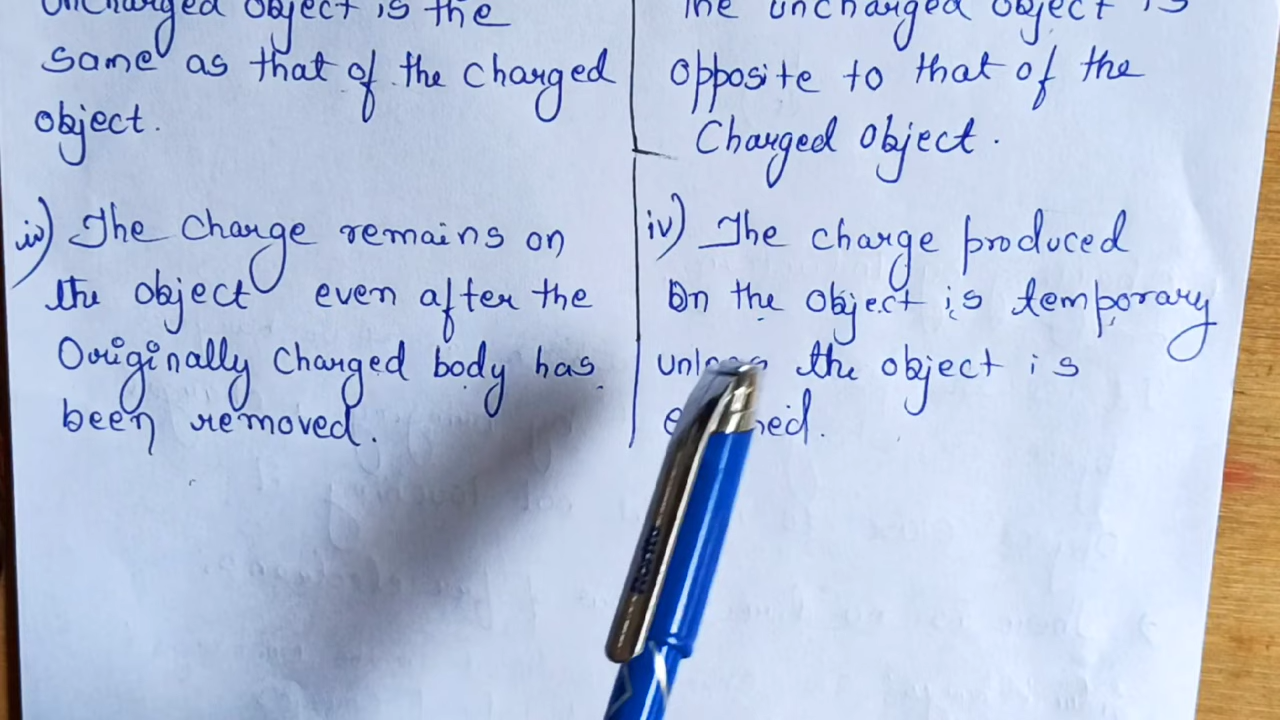 uncharged object is the
same as that of the charged
object.
iv) The charge remains on
the object even after the
Originally charged body has
been removed.
the uncharged object is
opposite to that of the
Charged object.
iv) The charge produced
on the object is temporary
the object is